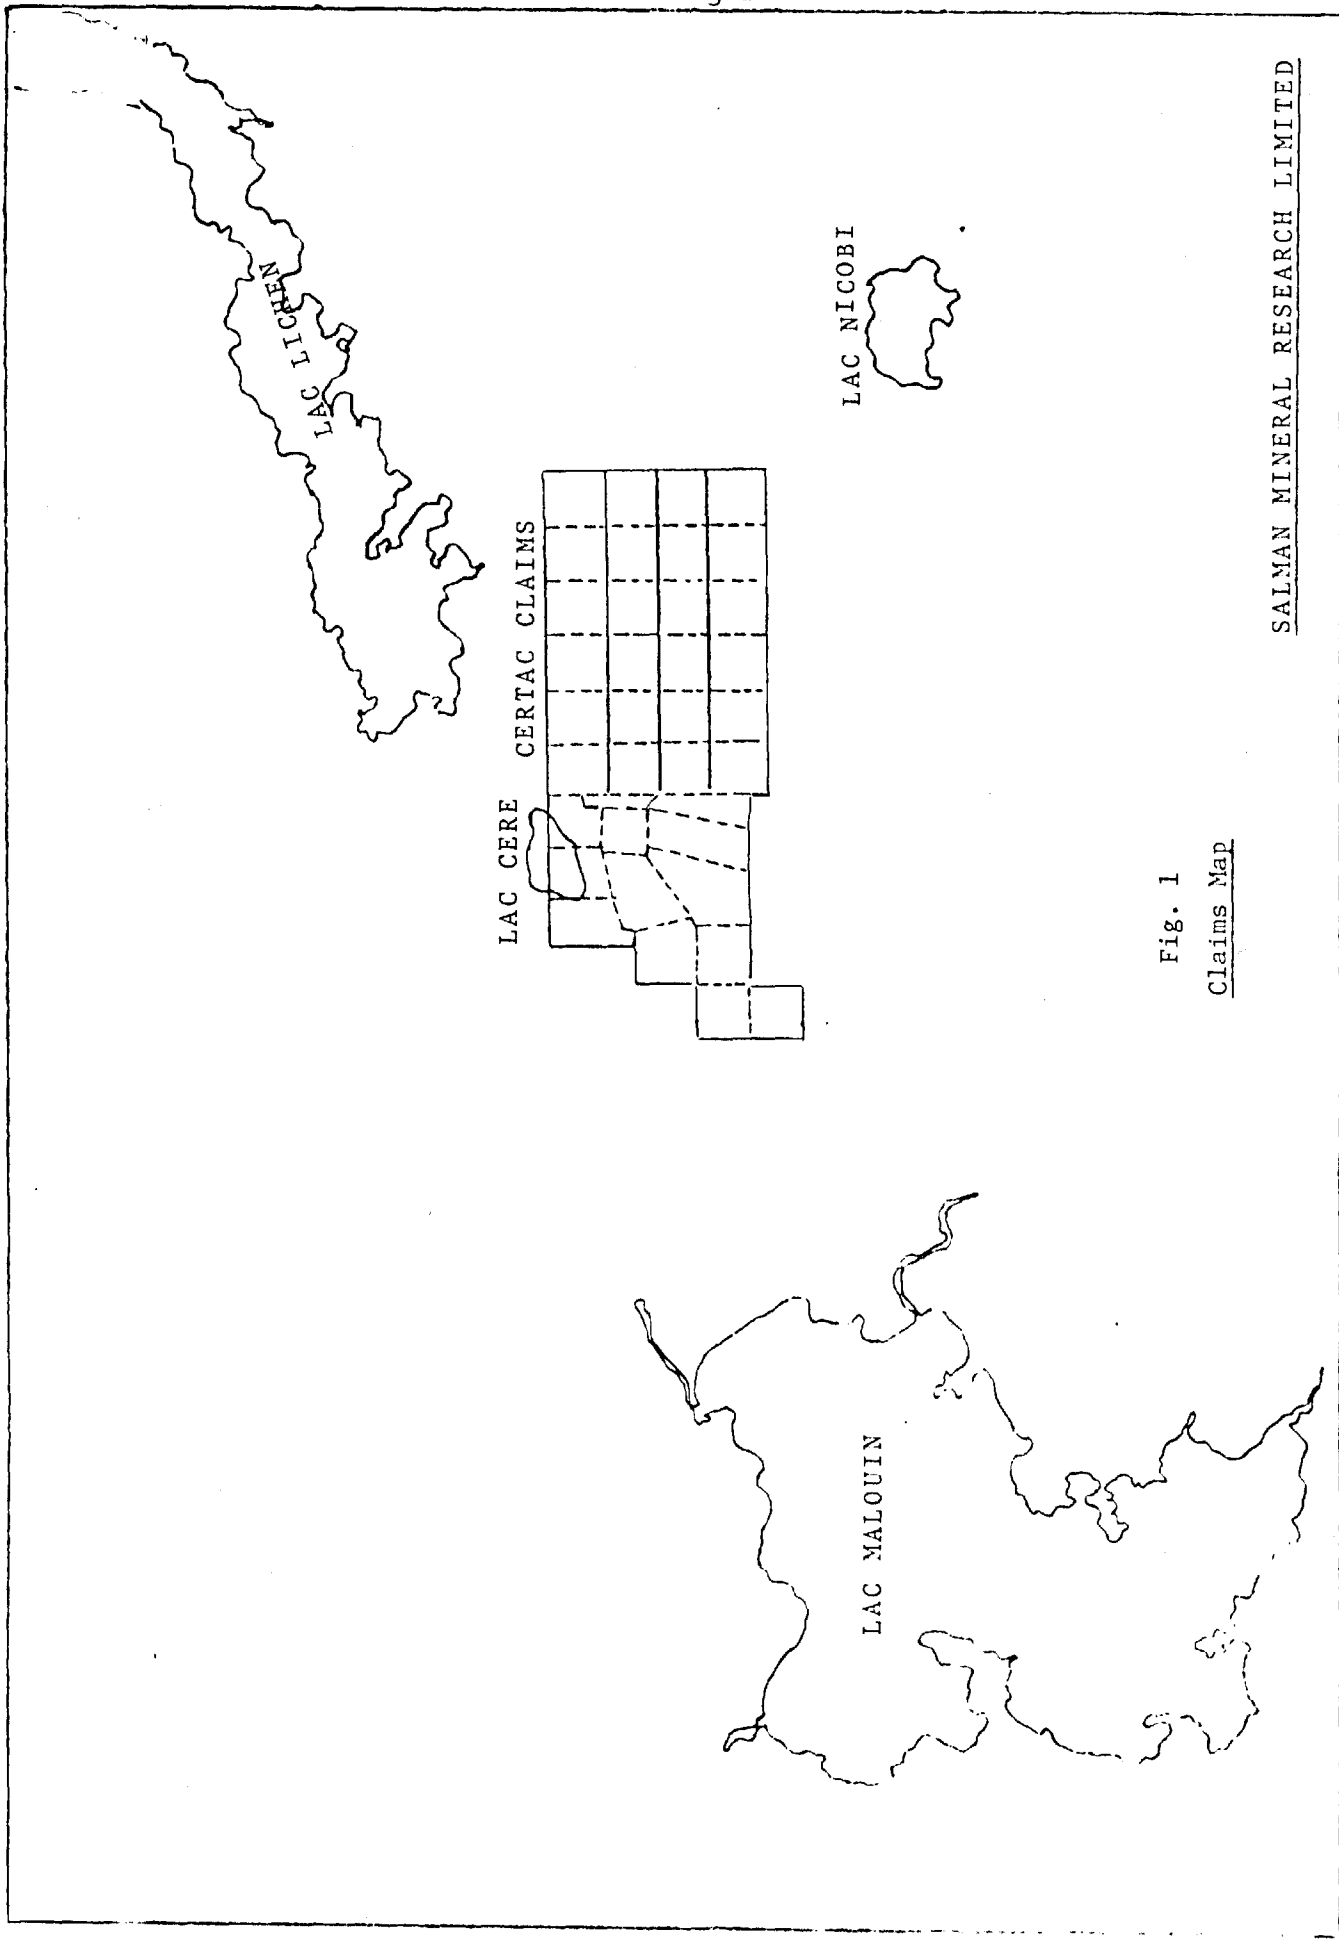 LAC LICHEN
LAC CERE
CERTAC CLAIMS
LAC NICOBI
LAC MALOUIN
Fig. 1
Claims Map
SALMAN MINERAL RESEARCH LIMITED